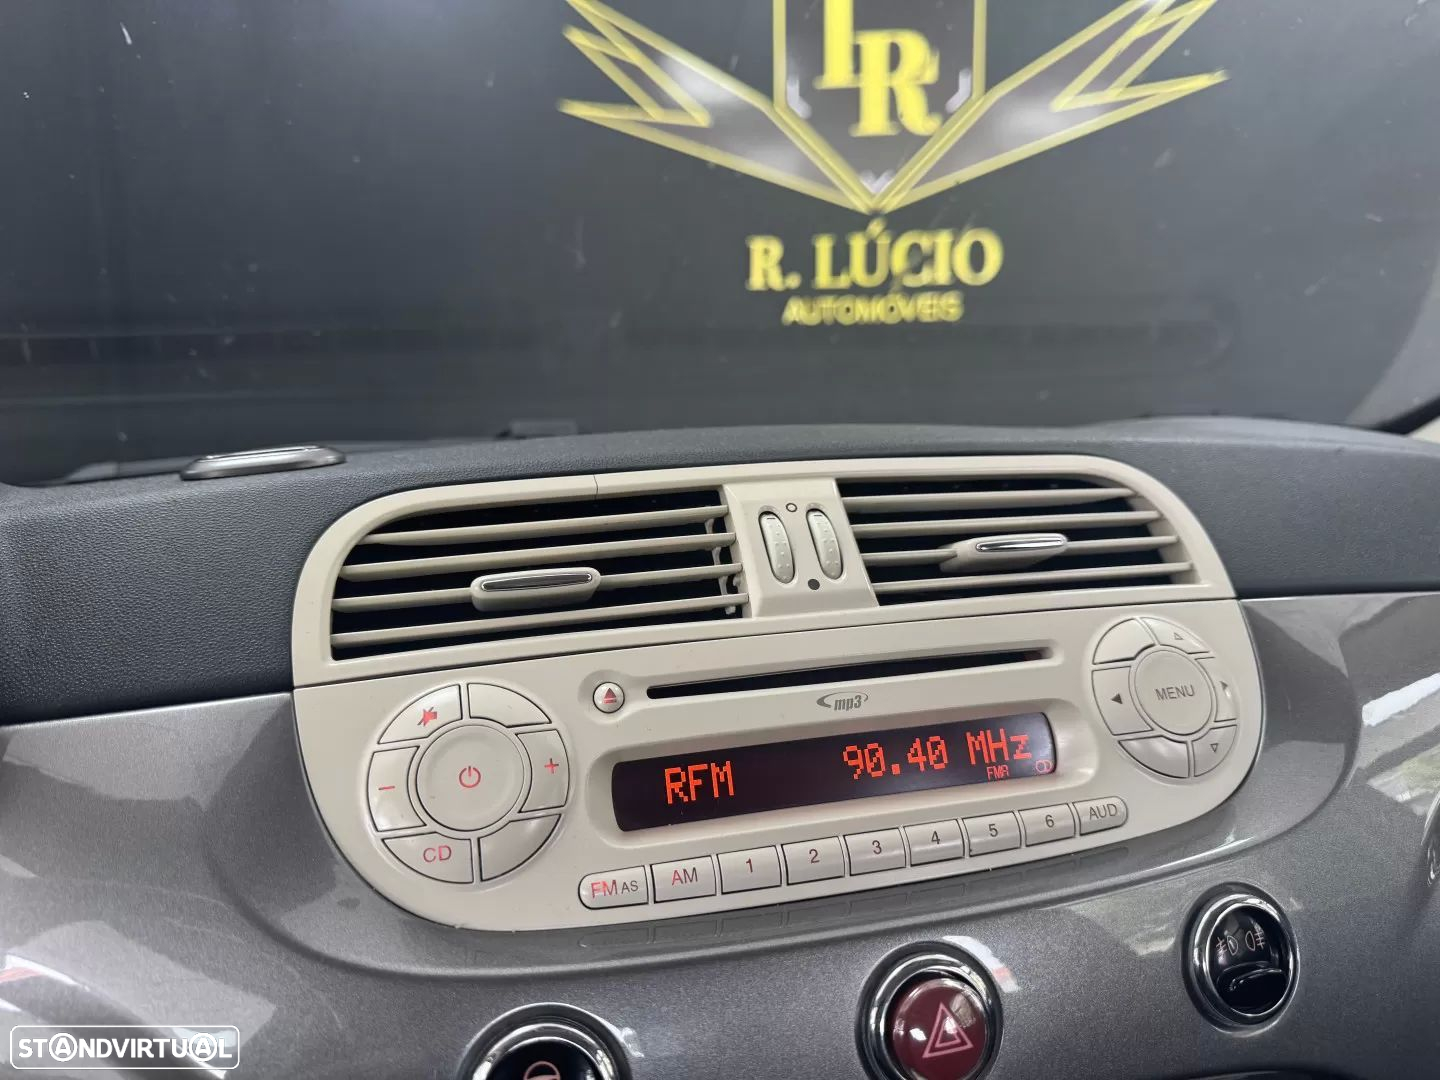 LR
R. LÚCIO
AUTOMÓVEIS
mp3
MENU
RFM 90.40 MHz
FMA
CD
FM AS AM 1 2 3 4 5 6 AUD
STANDVIRTUAL